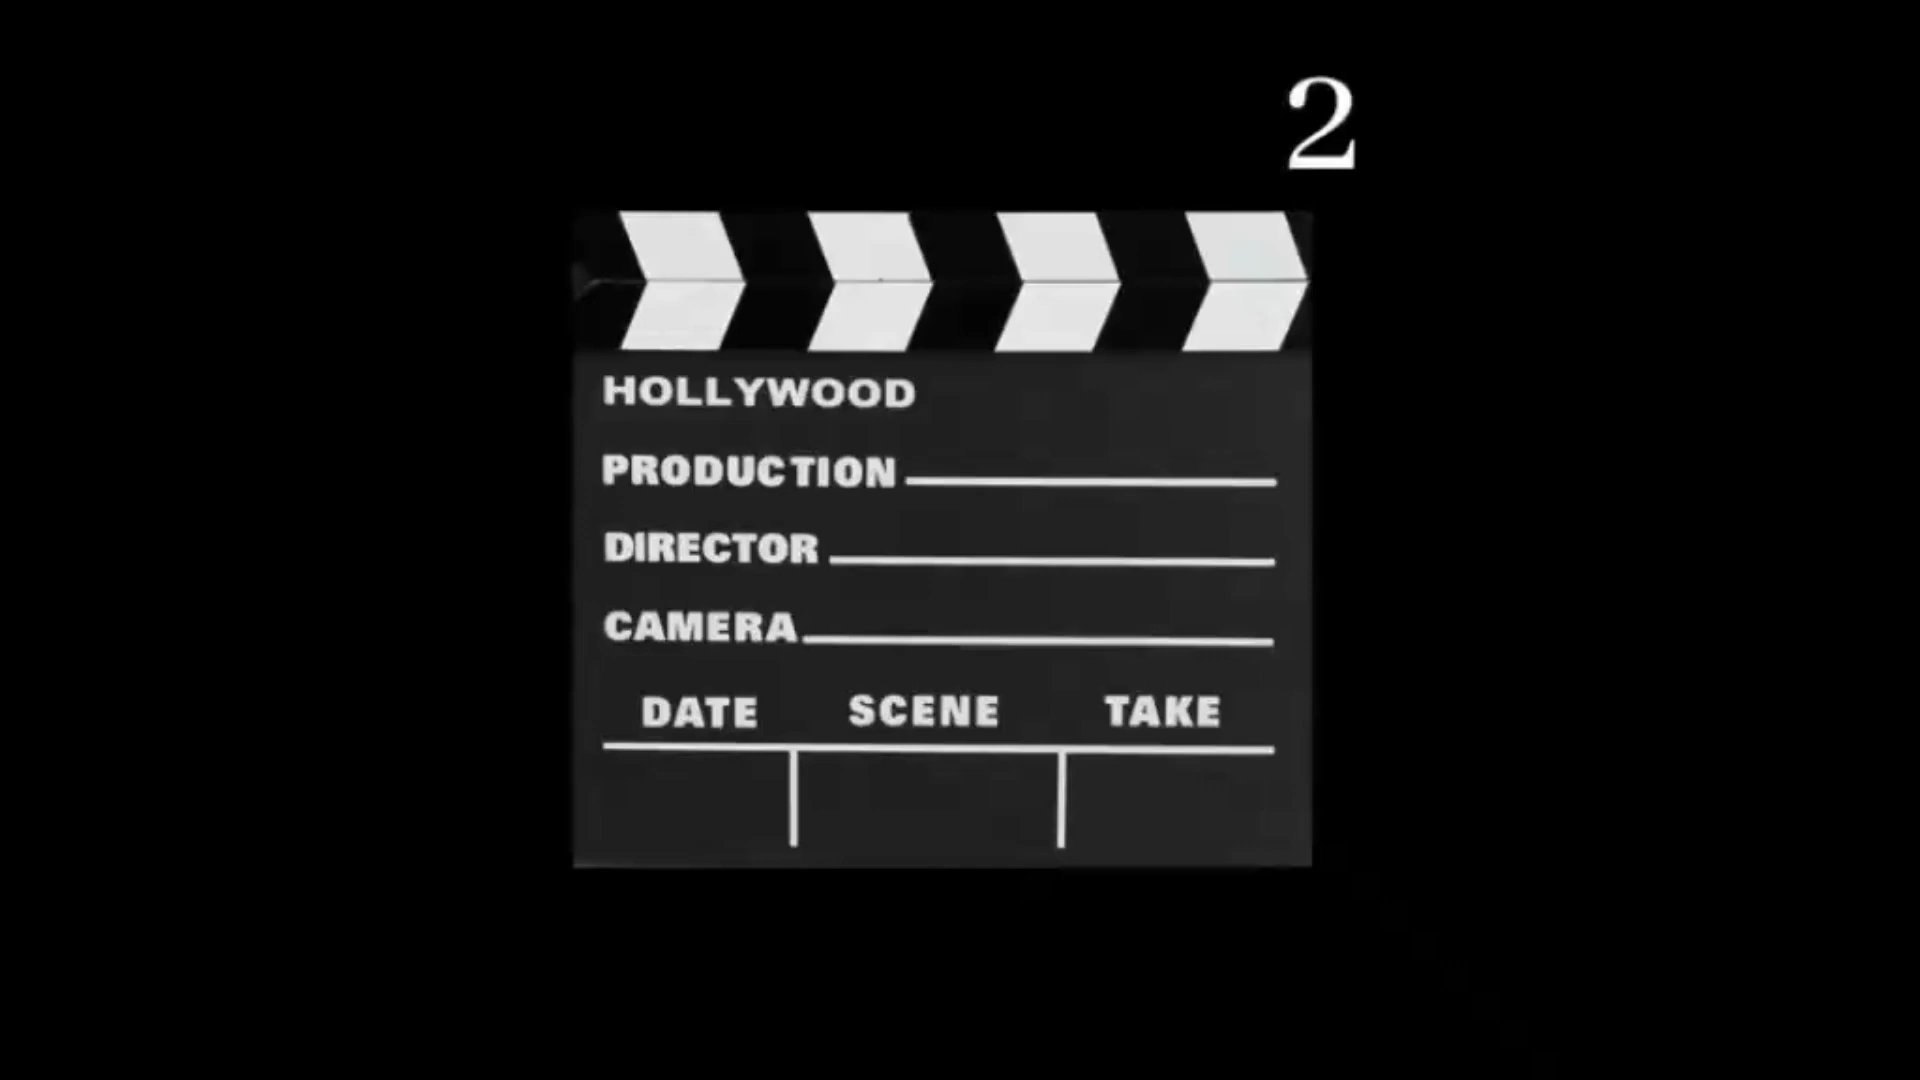 2
HOLLYWOOD
PRODUCTION
DIRECTOR
CAMERA
DATE SCENE TAKE